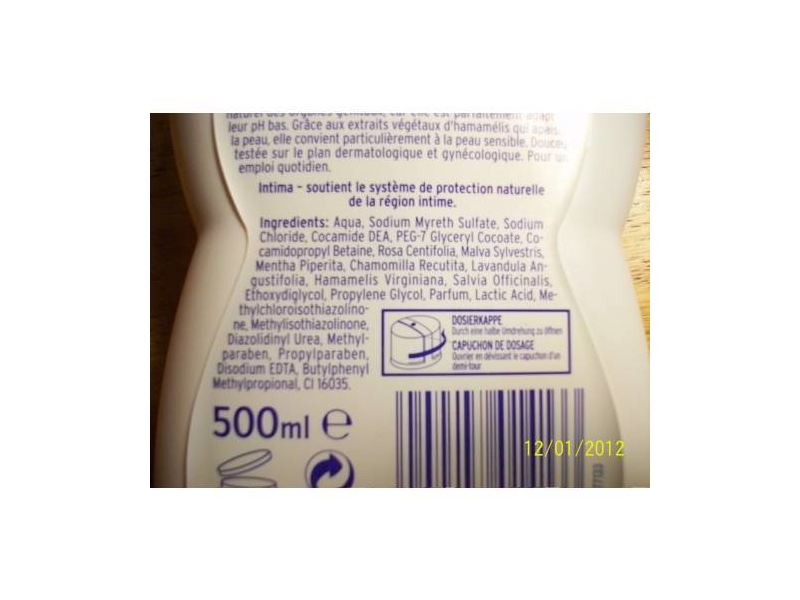 naturel des organes génitaux, car elle est parfaitement adapt
leur pH bas. Grâce aux extraits végétaux d'hamamélis qui apais
la peau, elle convient particulièrement à la peau sensible. Douceu
testée sur le plan dermatologique et gynécologique. Pour un
emploi quotidien.
Intima – soutient le système de protection naturelle
de la région intime.
Ingredients: Aqua, Sodium Myreth Sulfate, Sodium
Chloride, Cocamide DEA, PEG-7 Glyceryl Cocoate, Co-
camidopropyl Betaine, Rosa Centifolia, Malva Sylvestris,
Mentha Piperita, Chamomilla Recutita, Lavandula An-
gustifolia, Hamamelis Virginiana, Salvia Officinalis,
Ethoxydiglycol, Propylene Glycol, Parfum, Lactic Acid, Me-
thylchloroisothiazolino-
ne, Methylisothiazolinone,
Diazolidinyl Urea, Methyl-
paraben, Propylparaben,
Disodium EDTA, Butylphenyl
Methylpropional, CI 16035.
DOSIERKAPPE
Durch eine halbe Umdrehung zu öffnen
CAPUCHON DE DOSAGE
Ouvrier en dévissant le capuchon d'un
demi-tour
500ml e
12/01/2012